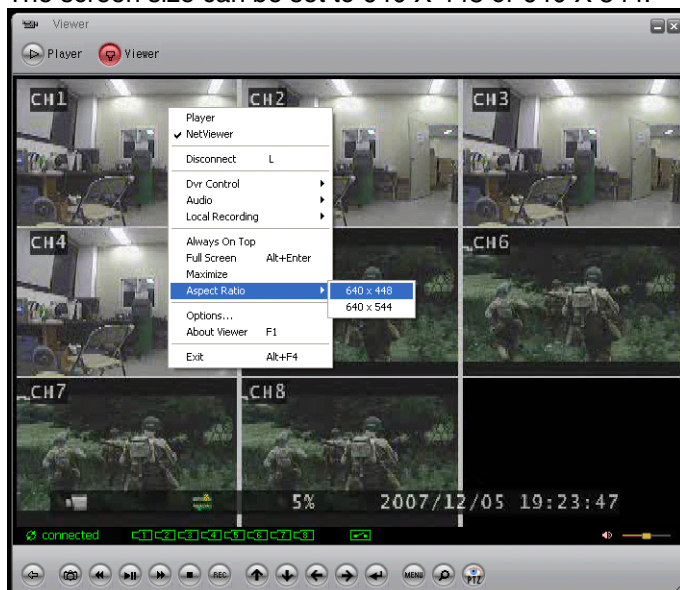 Viewer
Player Viewer
CH1 CH2 CH3
Player
NetViewer
Disconnect L
Dvr Control
Audio
Local Recording
Always On Top
Full Screen Alt+Enter
Maximize
Aspect Ratio
640 x 448
640 x 544
Options...
About Viewer F1
Exit Alt+F4
CH4 CH6
CH7 CH8
5% 2007/12/05 19:23:47
connected 1 2 3 4 5 6 7 8
REC MENU PTZ